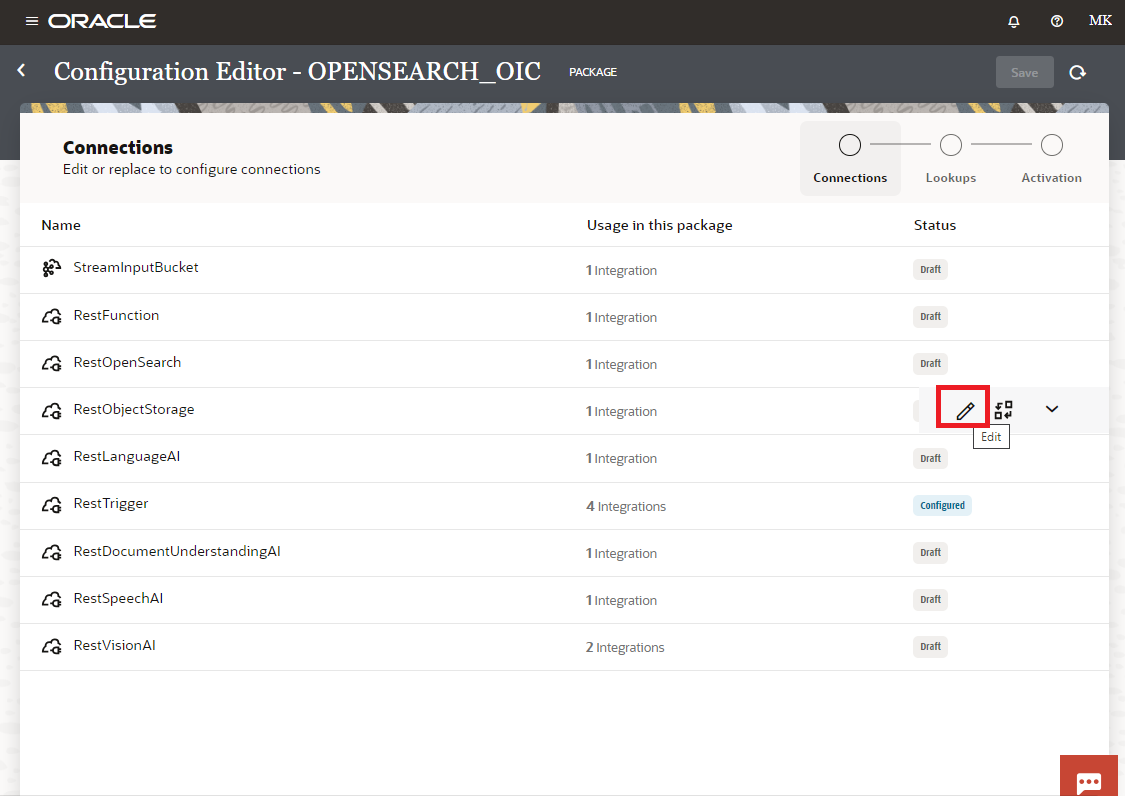 ORACLE
MK
Configuration Editor - OPENSEARCH_OIC PACKAGE Save
Connections
Edit or replace to configure connections
Connections Lookups Activation
Name Usage in this package Status
StreamInputBucket 1 Integration Draft
RestFunction 1 Integration Draft
RestOpenSearch 1 Integration Draft
RestObjectStorage 1 Integration
Edit
RestLanguageAI 1 Integration Draft
RestTrigger 4 Integrations Configured
RestDocumentUnderstandingAI 1 Integration Draft
RestSpeechAI 1 Integration Draft
RestVisionAI 2 Integrations Draft